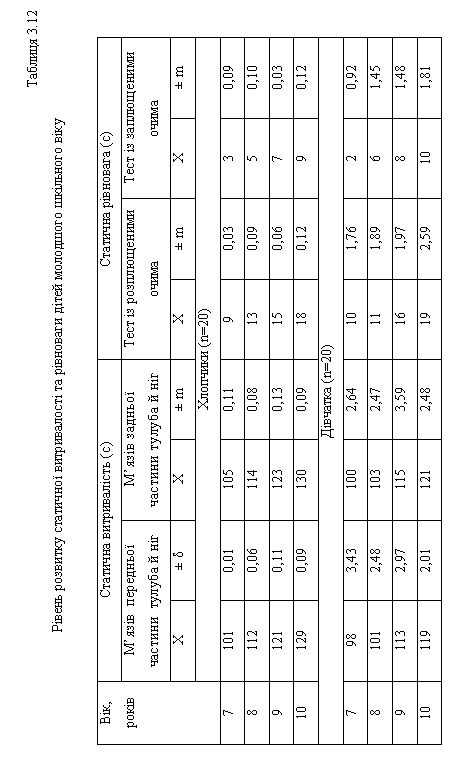 Таблиця 3.12
Рівень розвитку статичної витривалості та рівноваги дітей молодшого шкільного віку
Вік, років | Статична витривалість (с) | Статична рівновага (с)
М’язів передньої частини тулуба й ніг | М’язів задньої частини тулуба й ніг | Тест із розплющеними очима | Тест із заплющеними очима
X | ± δ | X | ± m | X | ± m | X | ± m
Хлопчики (n=20)
7 | 101 | 0,01 | 105 | 0,11 | 9 | 0,03 | 3 | 0,09
8 | 112 | 0,06 | 114 | 0,08 | 13 | 0,09 | 5 | 0,10
9 | 121 | 0,11 | 123 | 0,13 | 15 | 0,06 | 7 | 0,03
10 | 129 | 0,09 | 130 | 0,09 | 18 | 0,12 | 9 | 0,12
Дівчатка (n=20)
7 | 98 | 3,43 | 100 | 2,64 | 10 | 1,76 | 2 | 0,92
8 | 101 | 2,48 | 103 | 2,47 | 11 | 1,89 | 6 | 1,45
9 | 113 | 2,97 | 115 | 3,59 | 16 | 1,97 | 8 | 1,48
10 | 119 | 2,01 | 121 | 2,48 | 19 | 2,59 | 10 | 1,81